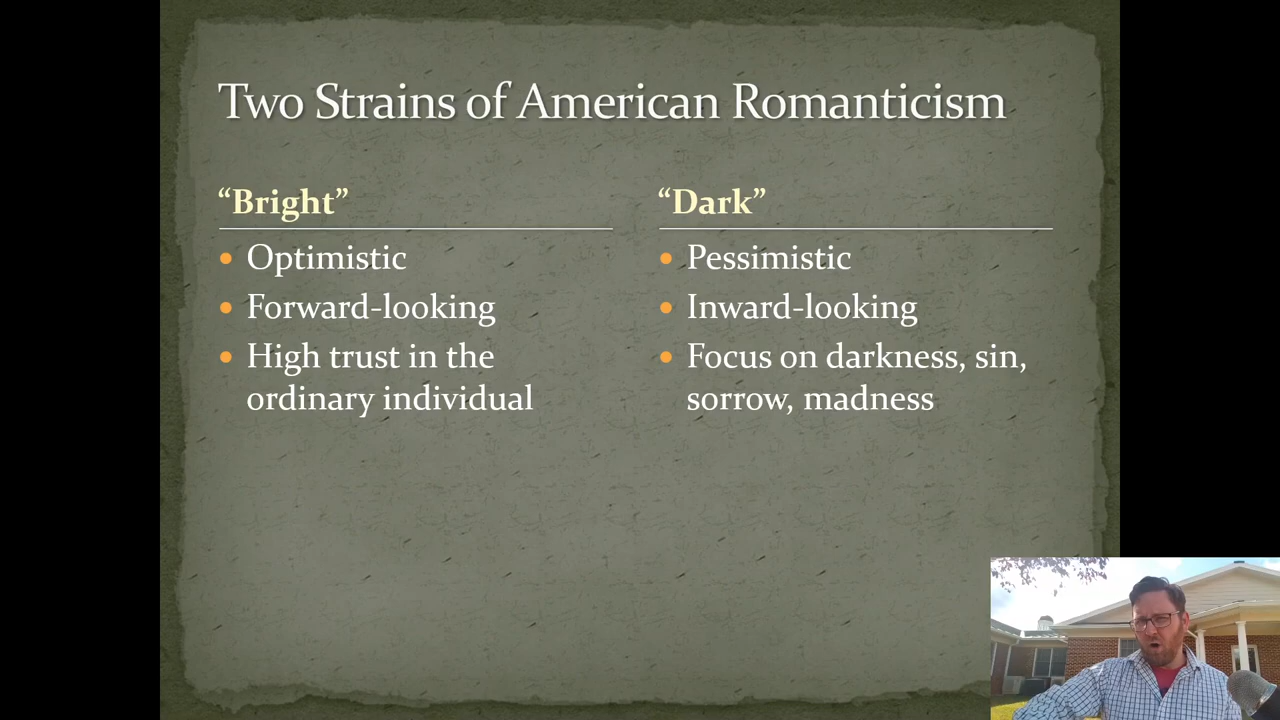 Two Strains of American Romanticism
“Bright”
• Optimistic
• Forward-looking
• High trust in the
ordinary individual
“Dark”
• Pessimistic
• Inward-looking
• Focus on darkness, sin,
sorrow, madness